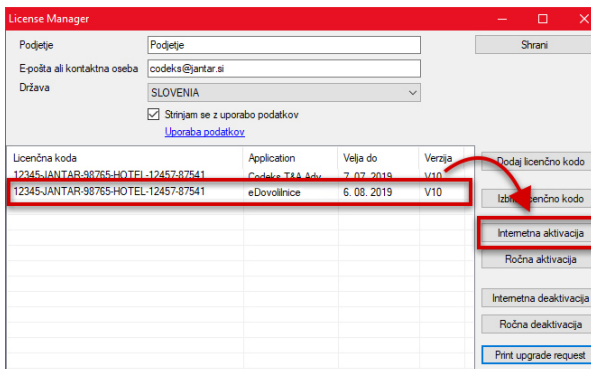 License Manager
Podjetje Podjetje Shrani
E-pošta ali kontaktna oseba codeks@jantar.si
Država SLOVENIA
Strinjam se z uporabo podatkov
Uporaba podatkov
Licenčna koda Application Velja do Verzija Dodaj licenčno kodo
12345-JANTAR-98765-HOTEL-12457-87541 Codeks T&A Adv 7. 07. 2019 V10
12345-JANTAR-98765-HOTEL-12457-87541 eDovolilnice 6. 08. 2019 V10
licenčno kodo
Internetna aktivacija
Ročna aktivacija
Internetna deaktivacija
Ročna deaktivacija
Print upgrade request